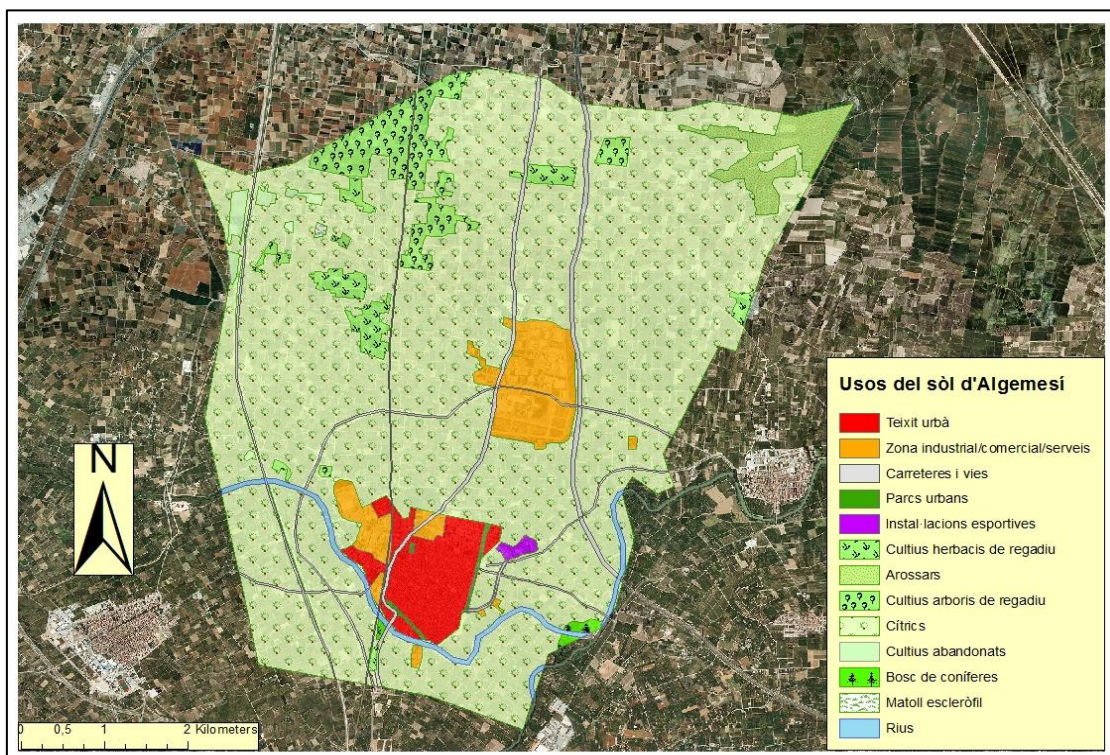 Usos del sòl d'Algemesí
Teixit urbà
Zona industrial/comercial/serveis
Carreteres i vies
Parcs urbans
Instal·lacions esportives
Cultius herbacis de regadiu
Arossars
Cultius arboris de regadiu
Cítrics
Cultius abandonats
Bosc de coníferes
Matoll escleròfil
Rius
N
0 0,5 1 2 Kilometers